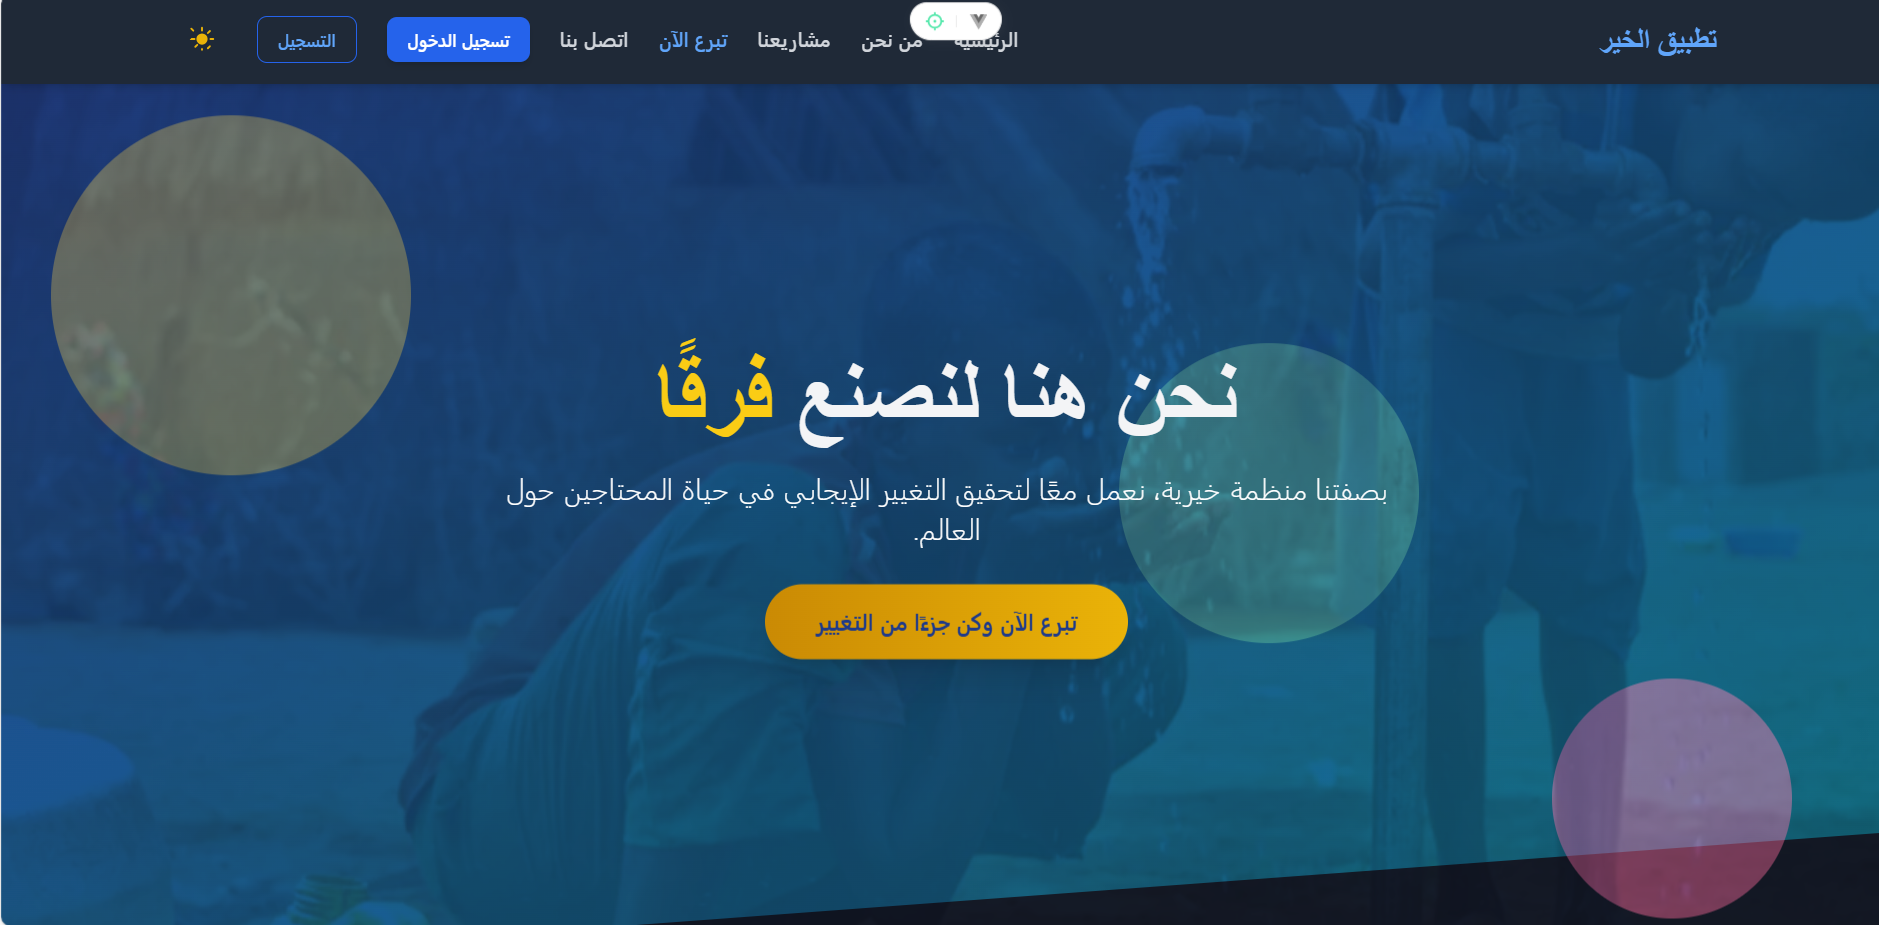 تطبيق الخير
الرئيسية
من نحن
مشاريعنا
تبرع الآن
اتصل بنا
تسجيل الدخول
التسجيل
نحن هنا لنصنع فرقًا
بصفتنا منظمة خيرية، نعمل معًا لتحقيق التغيير الإيجابي في حياة المحتاجين حول
العالم.
تبرع الآن وكن جزءًا من التغيير